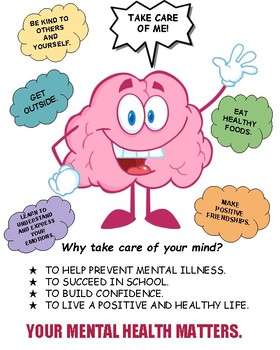 BE KIND TO
OTHERS
AND
YOURSELF.
TAKE CARE
OF ME!
GET
OUTSIDE.
EAT
HEALTHY
FOODS.
LEARN TO
UNDERSTAND
AND EXPRESS
YOUR
EMOTIONS.
MAKE
POSITIVE
FRIENDSHIPS.
Why take care of your mind?
★ TO HELP PREVENT MENTAL ILLNESS.
★ TO SUCCEED IN SCHOOL.
★ TO BUILD CONFIDENCE.
★ TO LIVE A POSITIVE AND HEALTHY LIFE.
YOUR MENTAL HEALTH MATTERS.